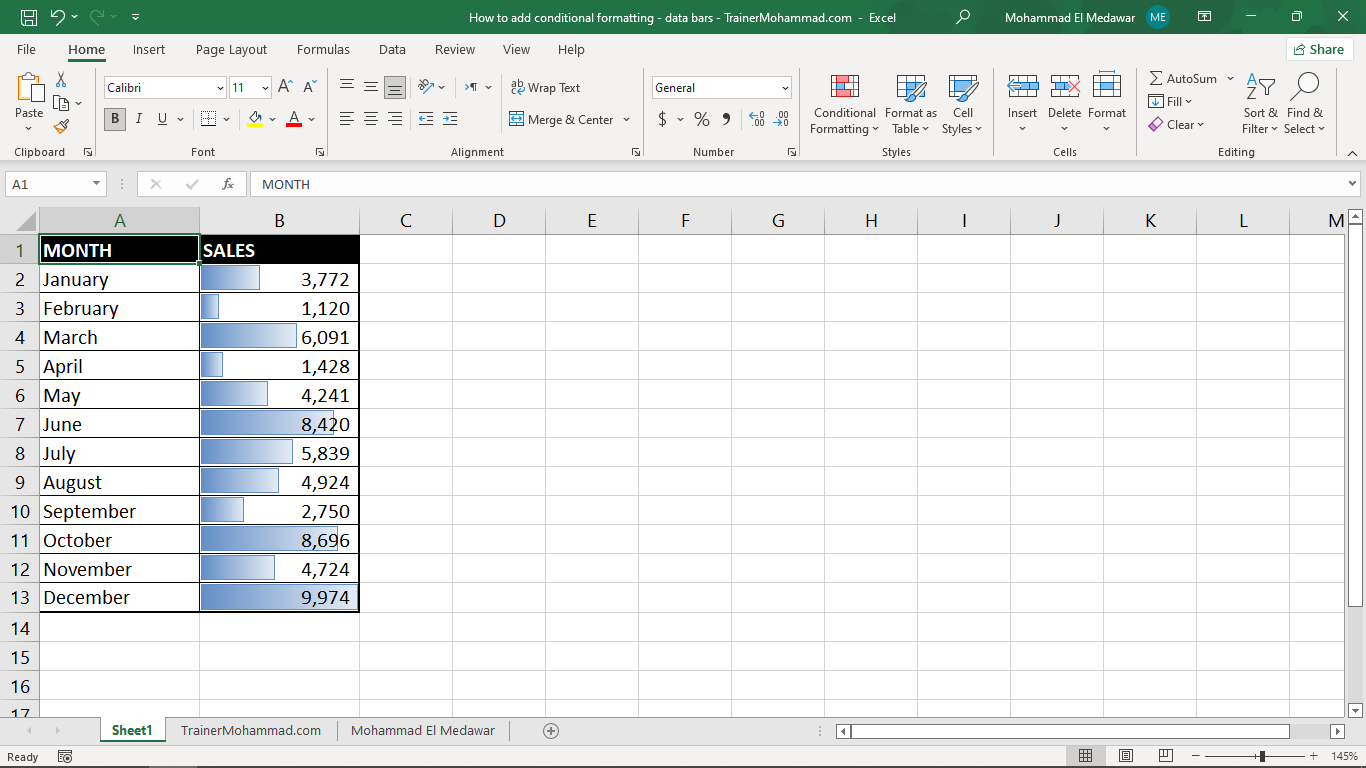 How to add conditional formatting - data bars - TrainerMohammad.com - Excel
Mohammad El Medawar ME
File Home Insert Page Layout Formulas Data Review View Help Share
Paste
Calibri 11
B I U A
ab Wrap Text
Merge & Center
General
$ % 9
Conditional Formatting
Format as Table
Cell Styles
Insert Delete Format
AutoSum
Fill
Clear
Sort & Filter
Find & Select
Clipboard Font Alignment Number Styles Cells Editing
A1 fx MONTH
A B C D E F G H I J K L M
1 MONTH SALES
2 January 3,772
3 February 1,120
4 March 6,091
5 April 1,428
6 May 4,241
7 June 8,420
8 July 5,839
9 August 4,924
10 September 2,750
11 October 8,696
12 November 4,724
13 December 9,974
14
15
16
17
Sheet1 TrainerMohammad.com Mohammad El Medawar
Ready 145%